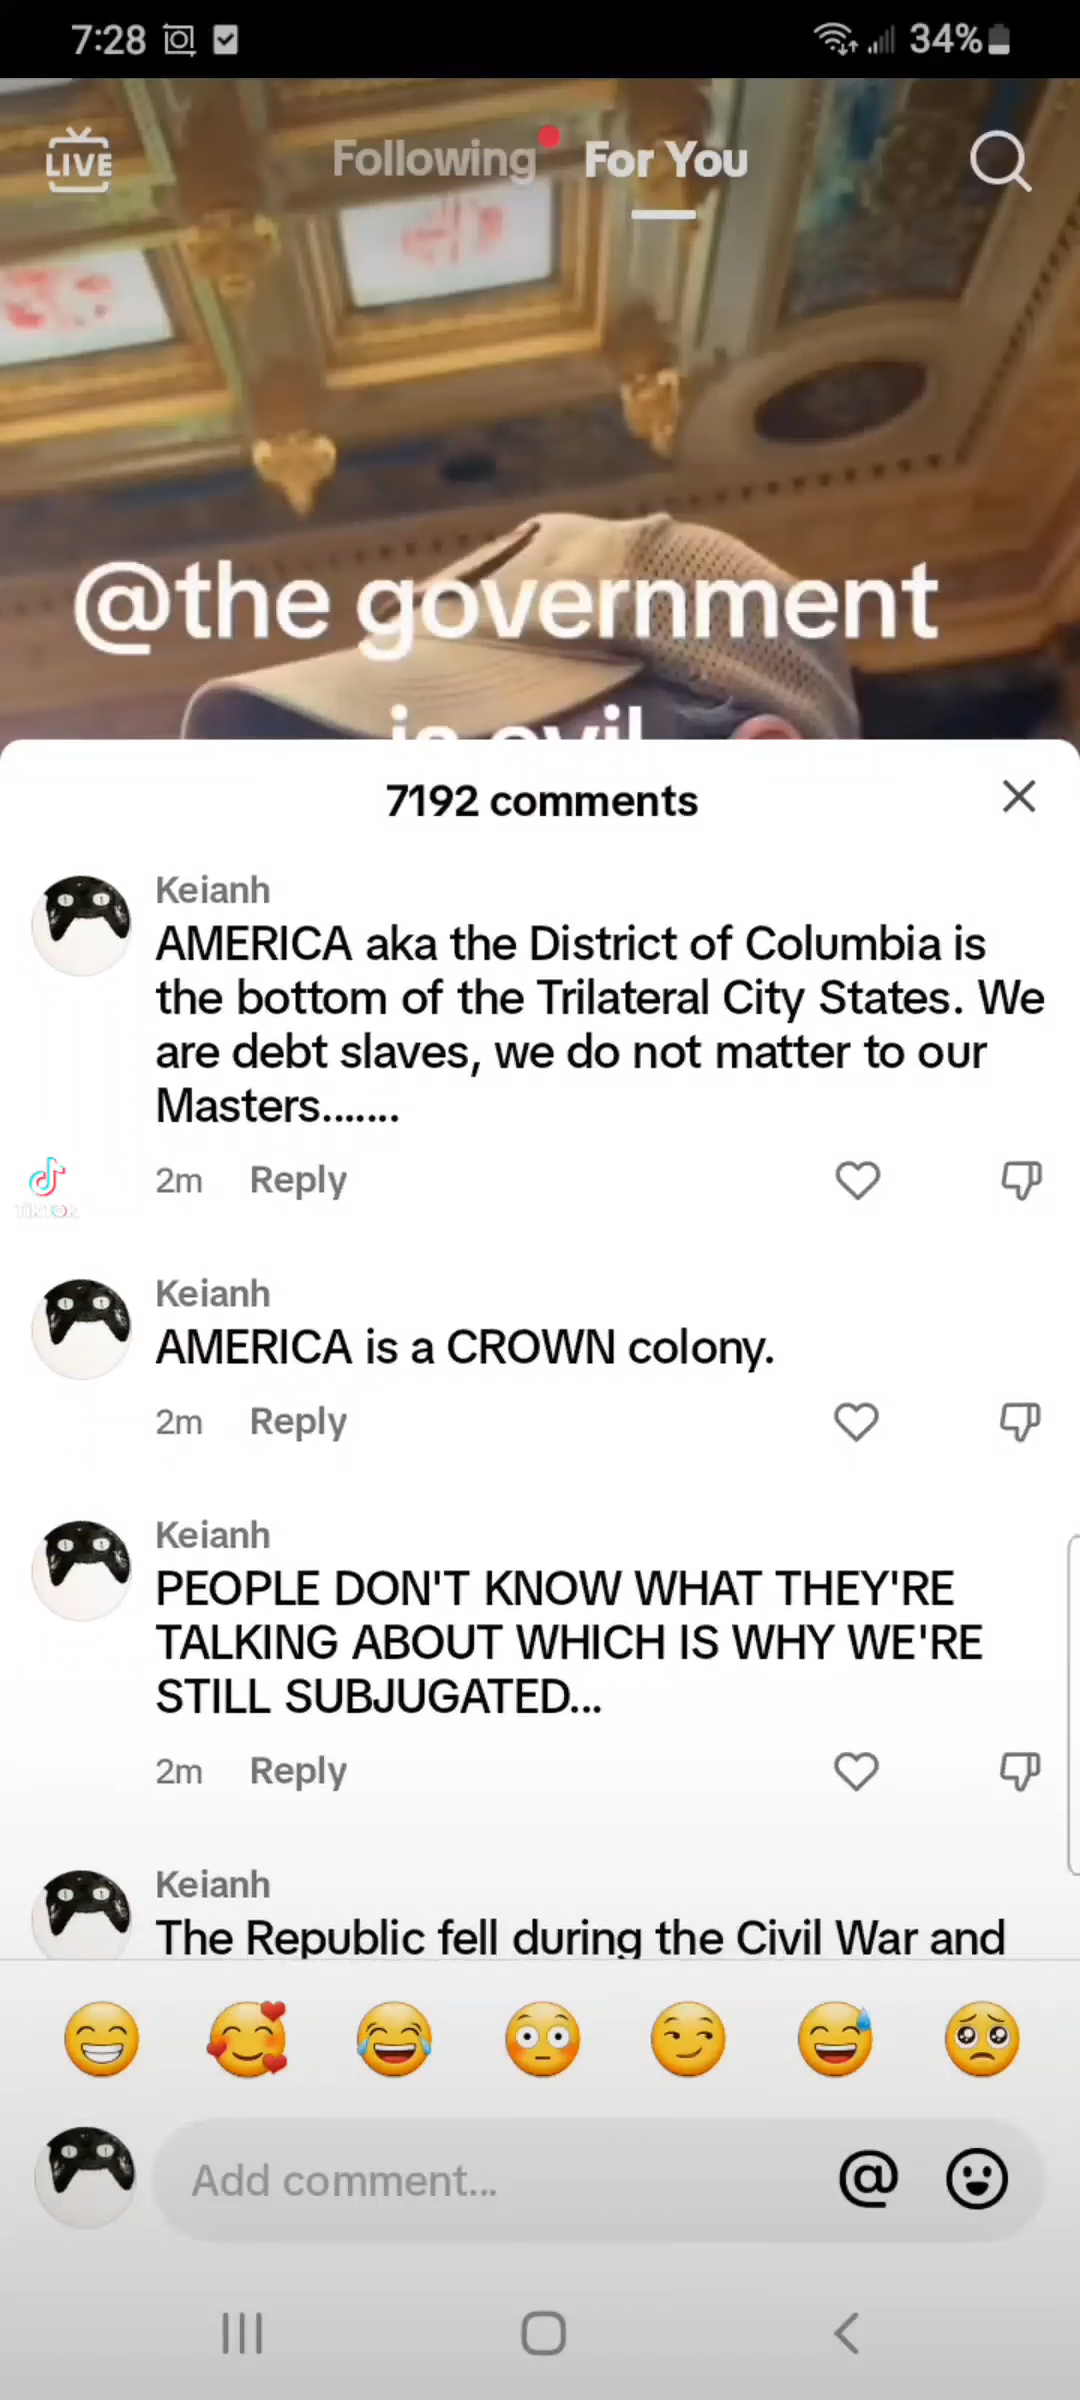 7:28
34%
LIVE
Following
For You
@the government
is evil
7192 comments
Keianh
AMERICA aka the District of Columbia is
the bottom of the Trilateral City States. We
are debt slaves, we do not matter to our
Masters.......
2m Reply
TikTok
Keianh
AMERICA is a CROWN colony.
2m Reply
Keianh
PEOPLE DON'T KNOW WHAT THEY'RE
TALKING ABOUT WHICH IS WHY WE'RE
STILL SUBJUGATED...
2m Reply
Keianh
The Republic fell during the Civil War and
Add comment...
@